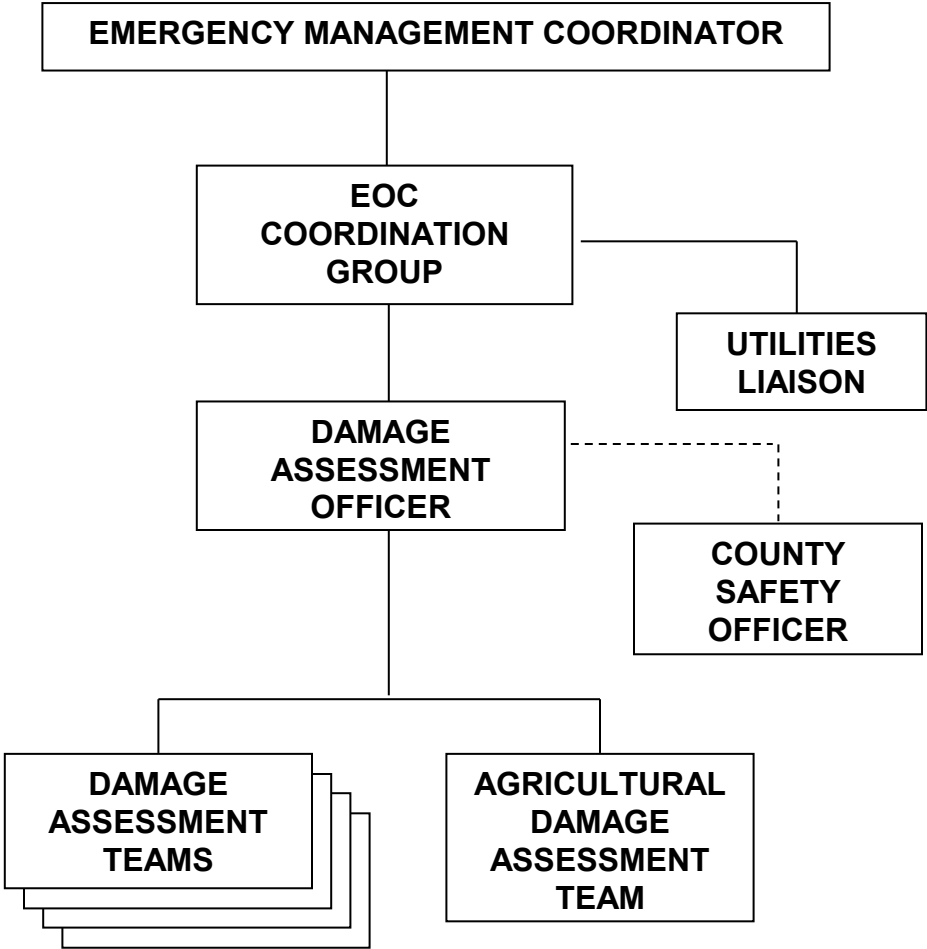 EMERGENCY MANAGEMENT COORDINATOR
EOC
COORDINATION
GROUP
UTILITIES
LIAISON
DAMAGE
ASSESSMENT
OFFICER
COUNTY
SAFETY
OFFICER
DAMAGE
ASSESSMENT
TEAMS
AGRICULTURAL
DAMAGE
ASSESSMENT
TEAM